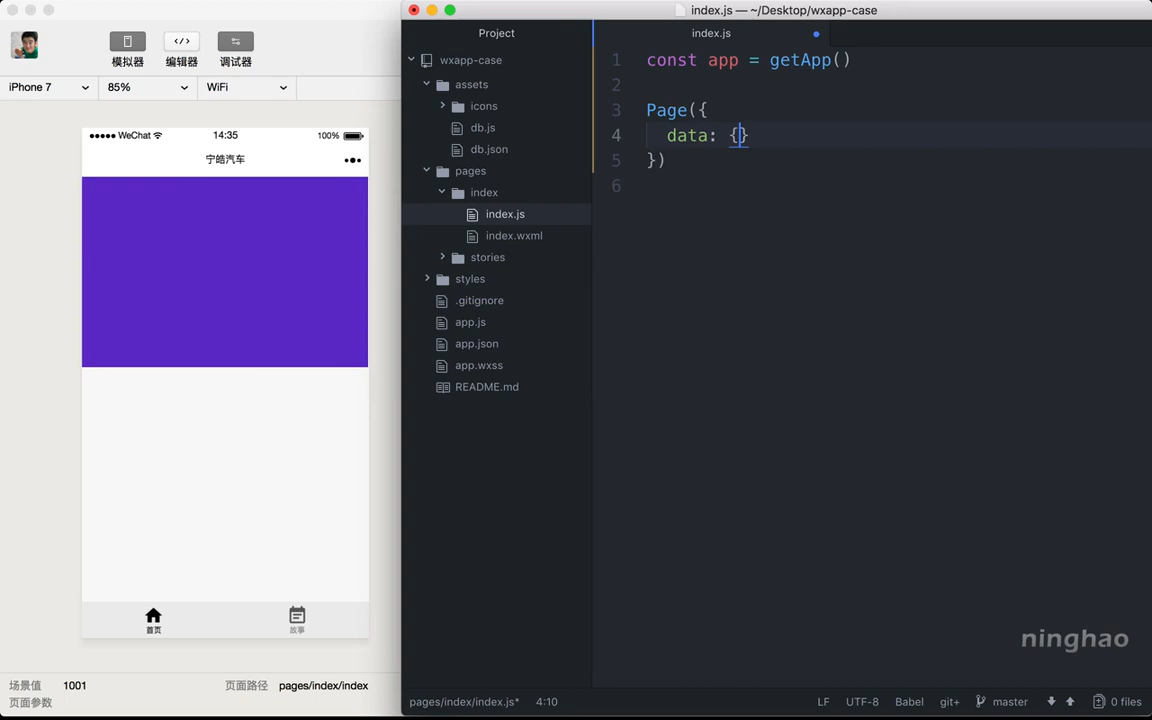 index.js — ~/Desktop/wxapp-case
模拟器
编辑器
调试器
iPhone 7
85%
WiFi
WeChat
14:35
100%
宁皓汽车
首页
故事
场景值
1001
页面路径
pages/index/index
页面参数
Project
wxapp-case
assets
icons
db.js
db.json
pages
index
index.js
index.wxml
stories
styles
.gitignore
app.js
app.json
app.wxss
README.md
index.js
1 const app = getApp()
2
3 Page({
4 data: {}
5 })
6
ninghao
pages/index/index.js*
4:10
LF
UTF-8
Babel
git+
master
0 files